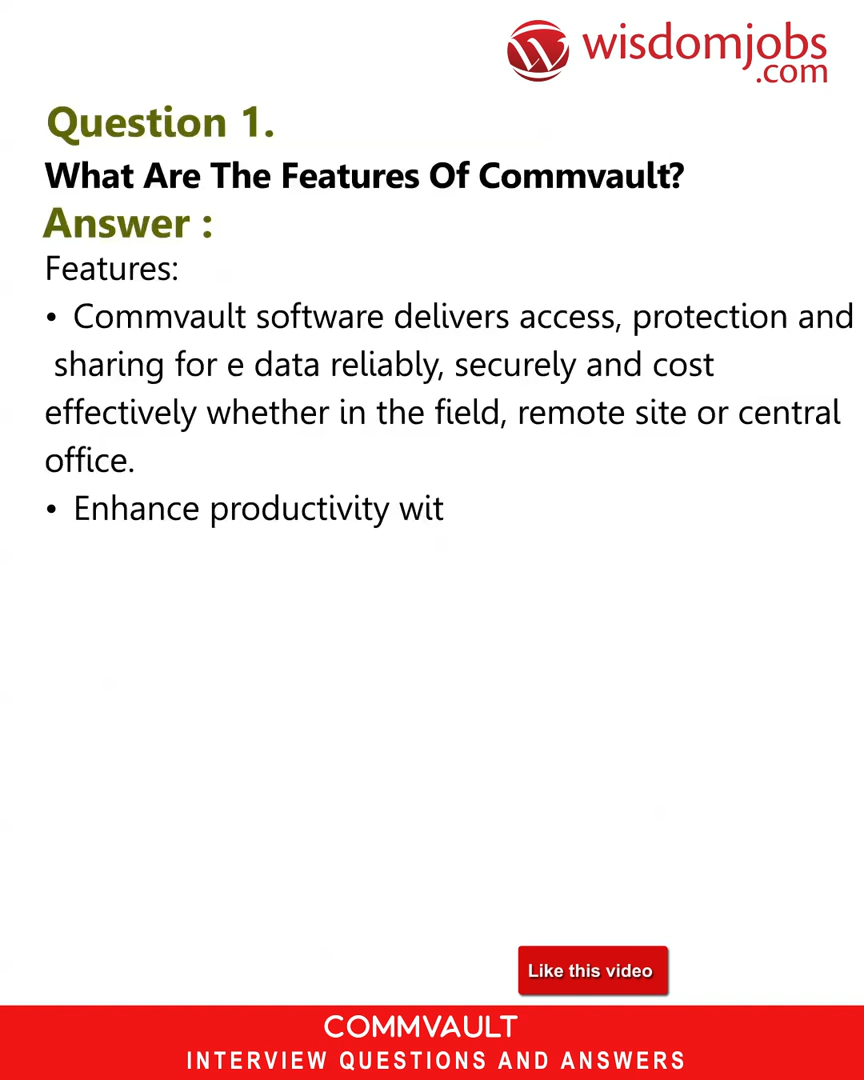 wisdomjobs
.com
Question 1.
What Are The Features Of Commvault?
Answer :
Features:
• Commvault software delivers access, protection and
sharing for e data reliably, securely and cost
effectively whether in the field, remote site or central
office.
• Enhance productivity wit
Like this video
COMMVAULT
INTERVIEW QUESTIONS AND ANSWERS